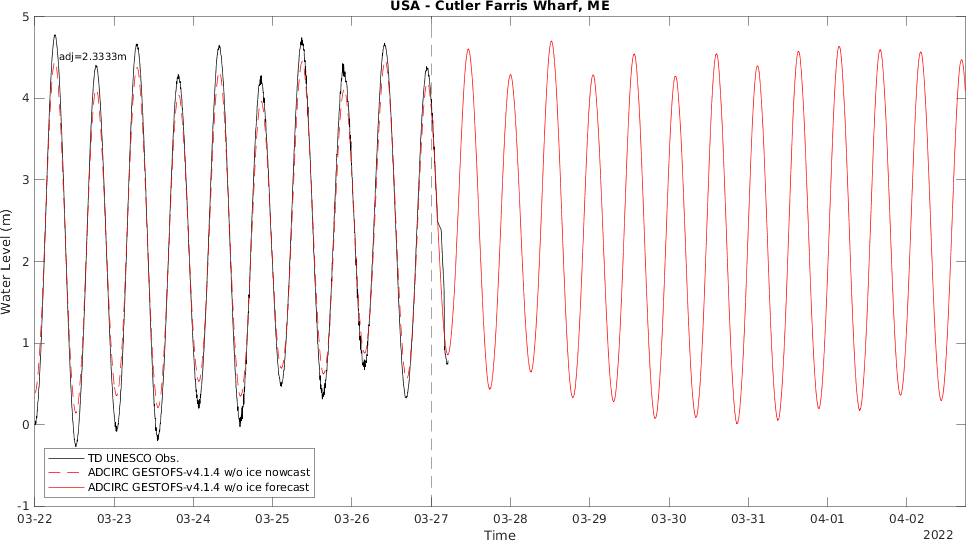 USA - Cutler Farris Wharf, ME
adj=2.3333m
5
4
3
2
1
0
-1
Water Level (m)
TD UNESCO Obs.
ADCIRC GESTOFS-v4.1.4 w/o ice nowcast
ADCIRC GESTOFS-v4.1.4 w/o ice forecast
03-22 03-23 03-24 03-25 03-26 03-27 03-28 03-29 03-30 03-31 04-01 04-02
Time
2022